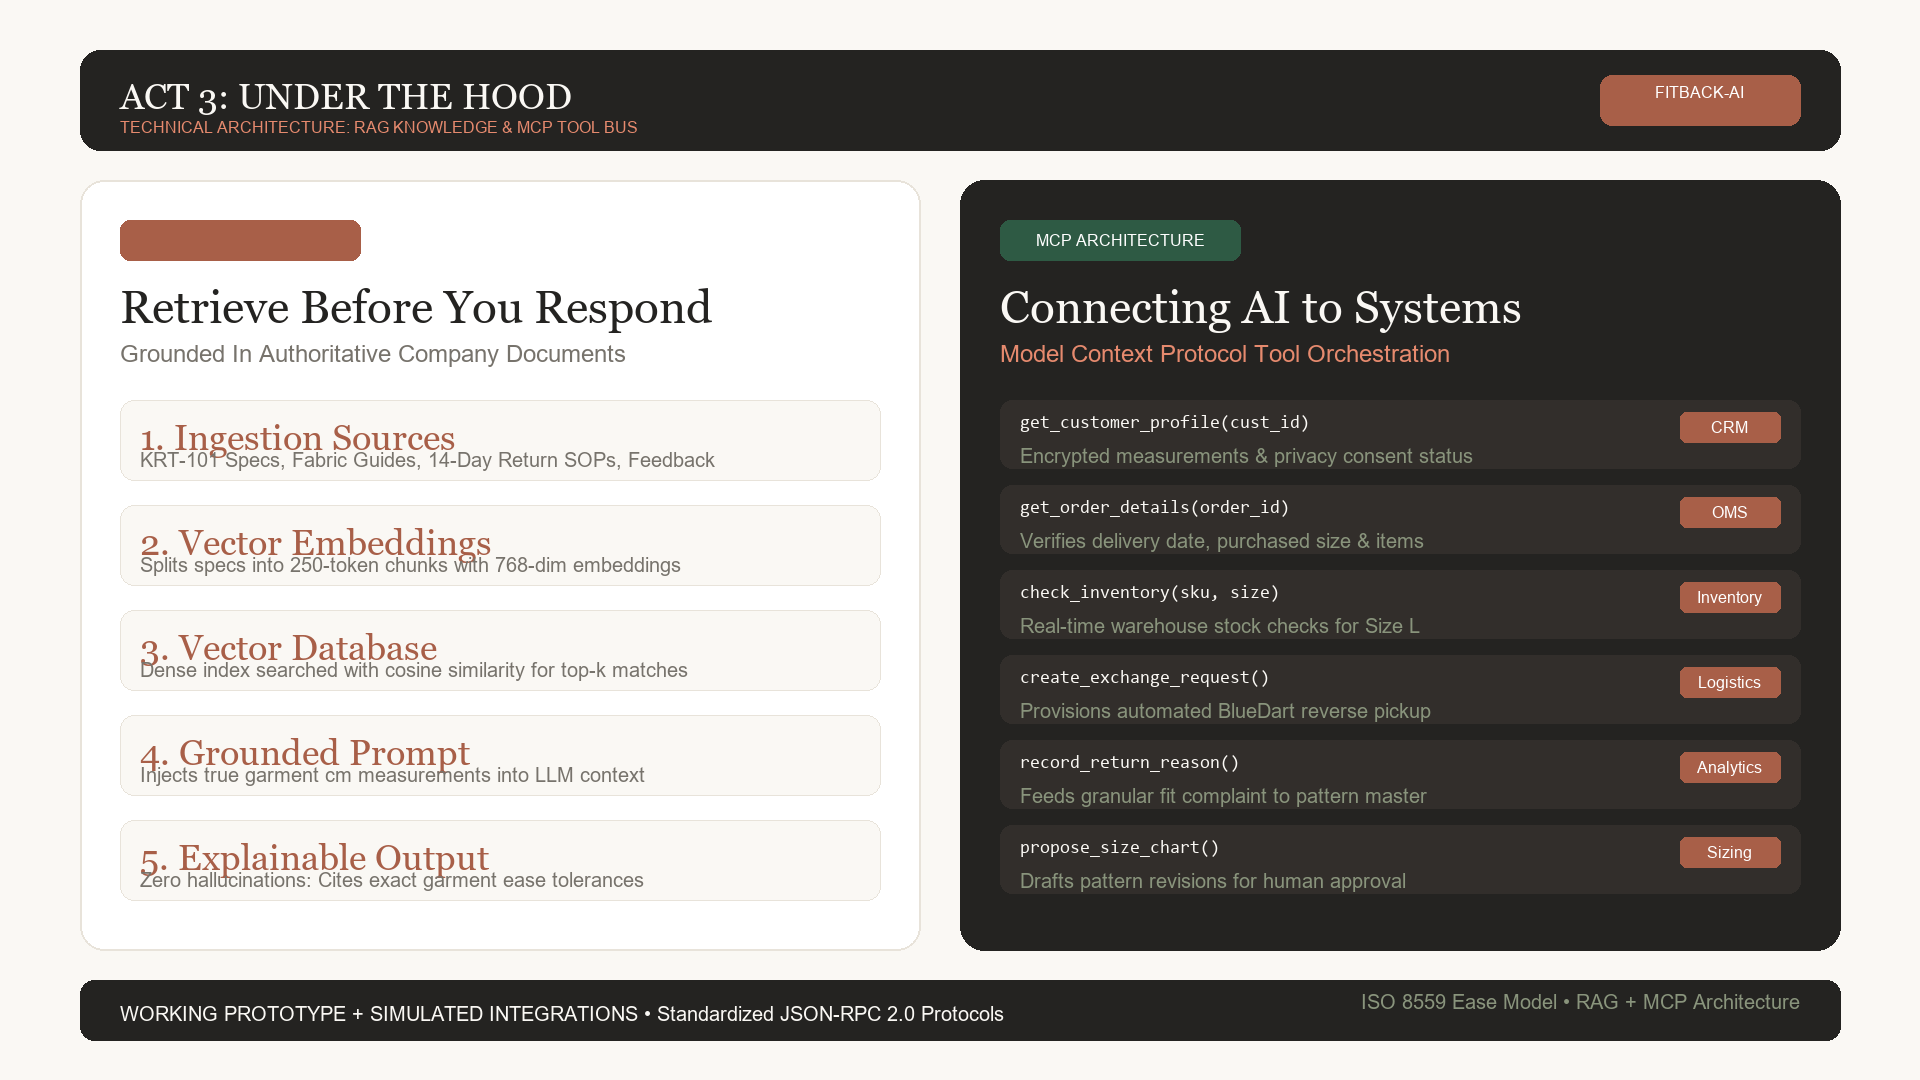 ACT 3: UNDER THE HOOD
TECHNICAL ARCHITECTURE: RAG KNOWLEDGE & MCP TOOL BUS
FITBACK-AI
Retrieve Before You Respond
Grounded In Authoritative Company Documents
1. Ingestion Sources
KRT-101 Specs, Fabric Guides, 14-Day Return SOPs, Feedback
2. Vector Embeddings
Splits specs into 250-token chunks with 768-dim embeddings
3. Vector Database
Dense index searched with cosine similarity for top-k matches
4. Grounded Prompt
Injects true garment cm measurements into LLM context
5. Explainable Output
Zero hallucinations: Cites exact garment ease tolerances
MCP ARCHITECTURE
Connecting AI to Systems
Model Context Protocol Tool Orchestration
get_customer_profile(cust_id)
CRM
Encrypted measurements & privacy consent status
get_order_details(order_id)
OMS
Verifies delivery date, purchased size & items
check_inventory(sku, size)
Inventory
Real-time warehouse stock checks for Size L
create_exchange_request()
Logistics
Provisions automated BlueDart reverse pickup
record_return_reason()
Analytics
Feeds granular fit complaint to pattern master
propose_size_chart()
Sizing
Drafts pattern revisions for human approval
WORKING PROTOTYPE + SIMULATED INTEGRATIONS • Standardized JSON-RPC 2.0 Protocols
ISO 8559 Ease Model • RAG + MCP Architecture